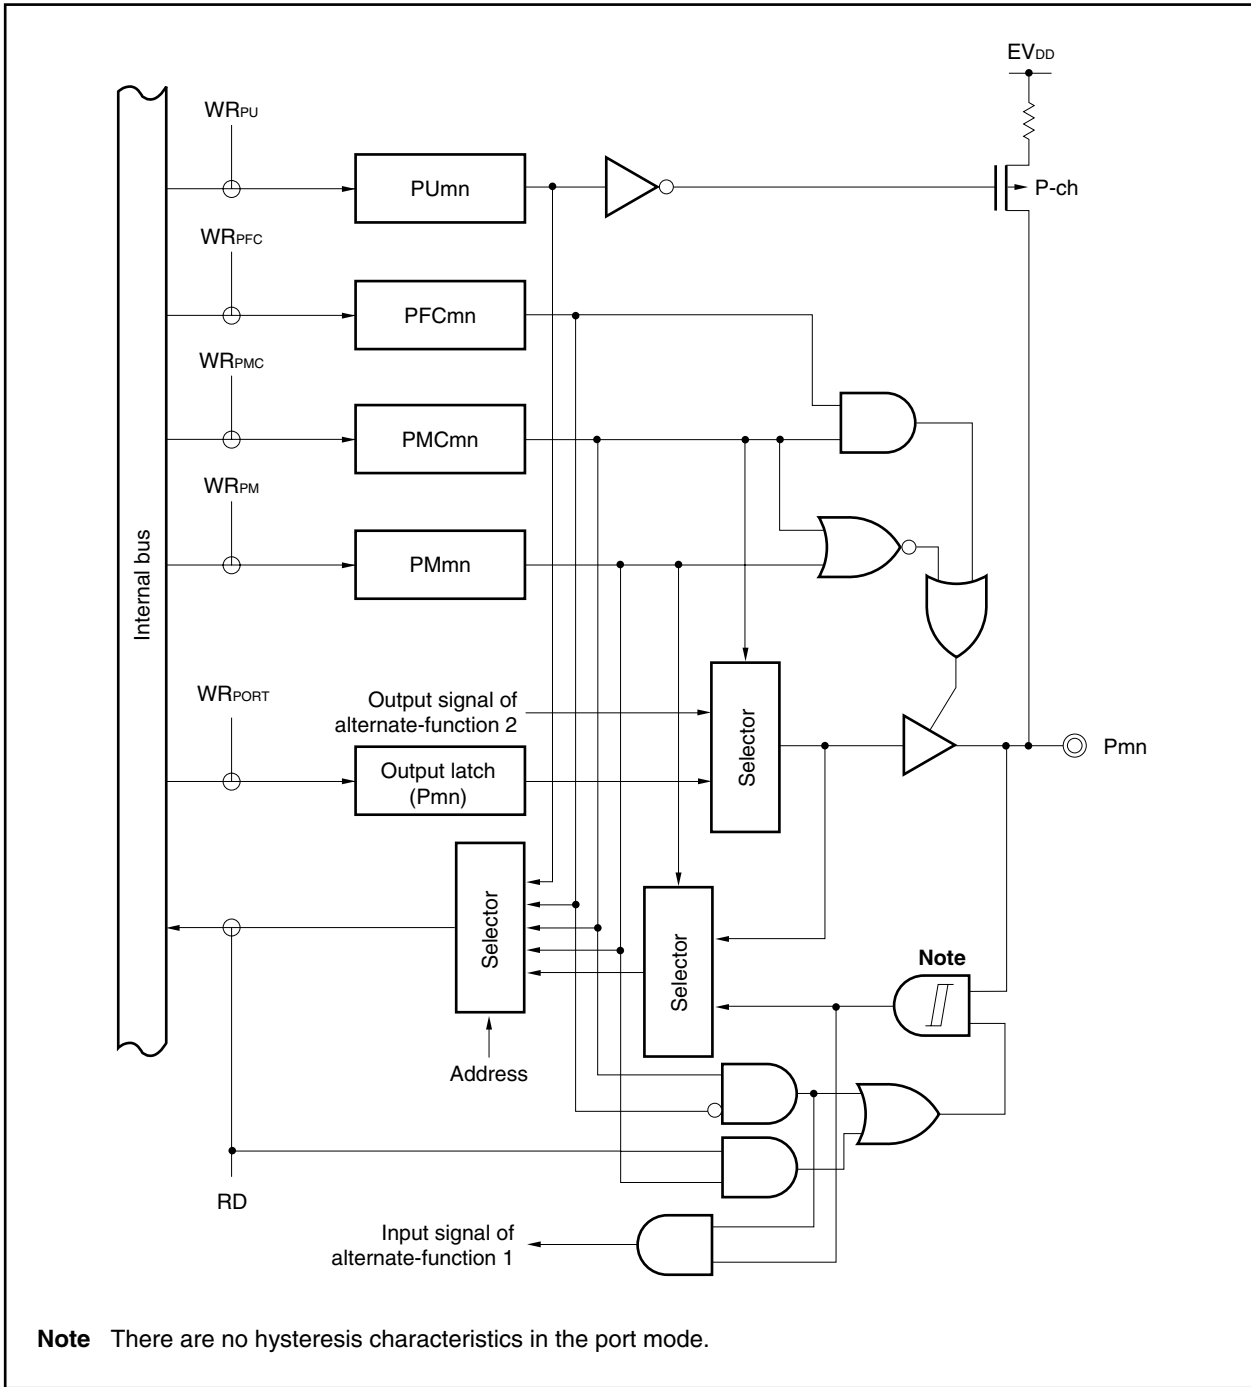 EVDD
WRPU
PUmn
P-ch
WRPFC
PFCmn
WRPMC
PMCmn
WRPM
PMmn
Internal bus
WRPORT
Output signal of
alternate-function 2
Output latch
(Pmn)
Selector
Pmn
Selector
Selector
Note
Address
RD
Input signal of
alternate-function 1
Note There are no hysteresis characteristics in the port mode.